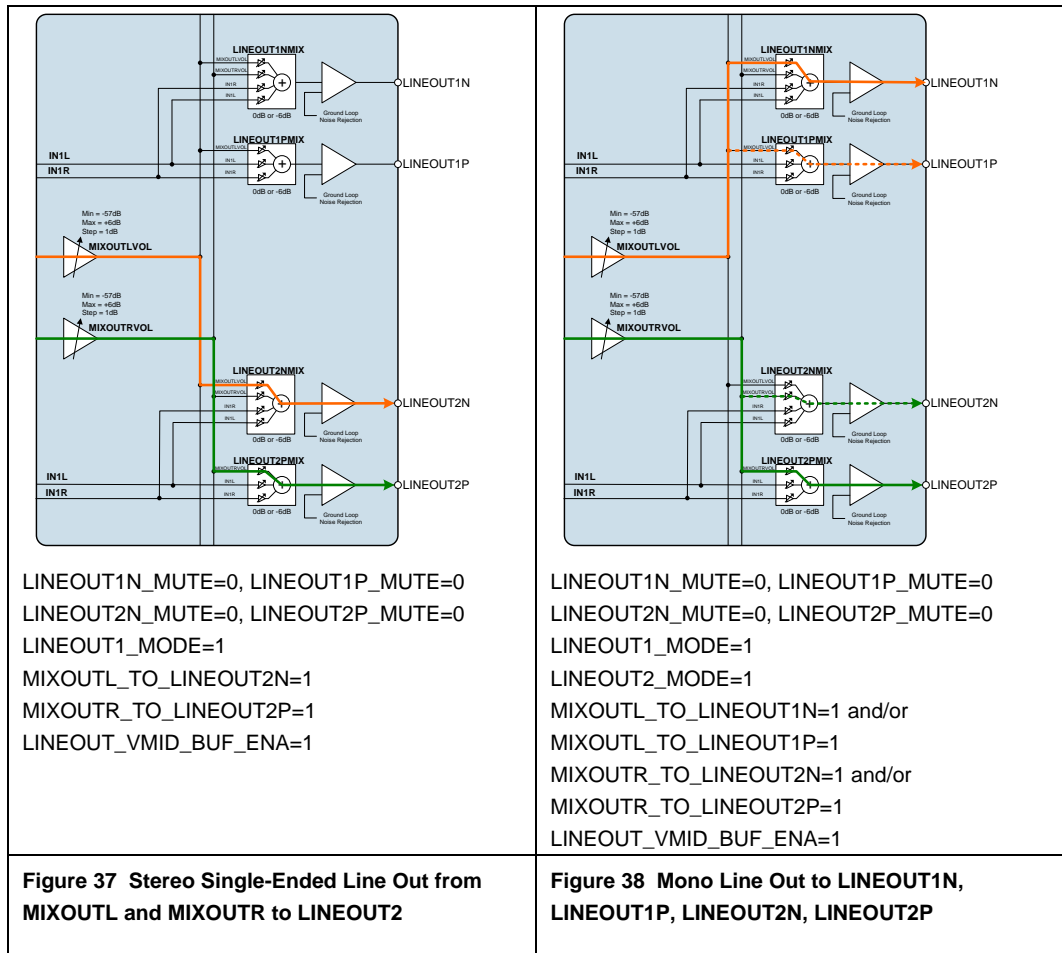 LINEOUT1NMIX
MIXOUTLVOL
MIXOUTRVOL
IN1R
IN1L
0dB or -6dB
Ground Loop
Noise Rejection
LINEOUT1N
LINEOUT1PMIX
MIXOUTLVOL
IN1L
IN1R
0dB or -6dB
Ground Loop
Noise Rejection
LINEOUT1P
IN1L
IN1R
Min = -57dB
Max = +6dB
Step = 1dB
MIXOUTLVOL
Min = -57dB
Max = +6dB
Step = 1dB
MIXOUTRVOL
LINEOUT2NMIX
MIXOUTLVOL
MIXOUTRVOL
IN1R
IN1L
0dB or -6dB
Ground Loop
Noise Rejection
LINEOUT2N
LINEOUT2PMIX
MIXOUTRVOL
IN1L
IN1R
0dB or -6dB
Ground Loop
Noise Rejection
LINEOUT2P
IN1L
IN1R
LINEOUT1N_MUTE=0, LINEOUT1P_MUTE=0
LINEOUT2N_MUTE=0, LINEOUT2P_MUTE=0
LINEOUT1_MODE=1
MIXOUTL_TO_LINEOUT2N=1
MIXOUTR_TO_LINEOUT2P=1
LINEOUT_VMID_BUF_ENA=1
Figure 37 Stereo Single-Ended Line Out from
MIXOUTL and MIXOUTR to LINEOUT2
LINEOUT1NMIX
MIXOUTLVOL
MIXOUTRVOL
IN1R
IN1L
0dB or -6dB
Ground Loop
Noise Rejection
LINEOUT1N
LINEOUT1PMIX
MIXOUTLVOL
IN1L
IN1R
0dB or -6dB
Ground Loop
Noise Rejection
LINEOUT1P
IN1L
IN1R
Min = -57dB
Max = +6dB
Step = 1dB
MIXOUTLVOL
Min = -57dB
Max = +6dB
Step = 1dB
MIXOUTRVOL
LINEOUT2NMIX
MIXOUTLVOL
MIXOUTRVOL
IN1R
IN1L
0dB or -6dB
Ground Loop
Noise Rejection
LINEOUT2N
LINEOUT2PMIX
MIXOUTRVOL
IN1L
IN1R
0dB or -6dB
Ground Loop
Noise Rejection
LINEOUT2P
IN1L
IN1R
LINEOUT1N_MUTE=0, LINEOUT1P_MUTE=0
LINEOUT2N_MUTE=0, LINEOUT2P_MUTE=0
LINEOUT1_MODE=1
LINEOUT2_MODE=1
MIXOUTL_TO_LINEOUT1N=1 and/or
MIXOUTL_TO_LINEOUT1P=1
MIXOUTR_TO_LINEOUT2N=1 and/or
MIXOUTR_TO_LINEOUT2P=1
LINEOUT_VMID_BUF_ENA=1
Figure 38 Mono Line Out to LINEOUT1N,
LINEOUT1P, LINEOUT2N, LINEOUT2P